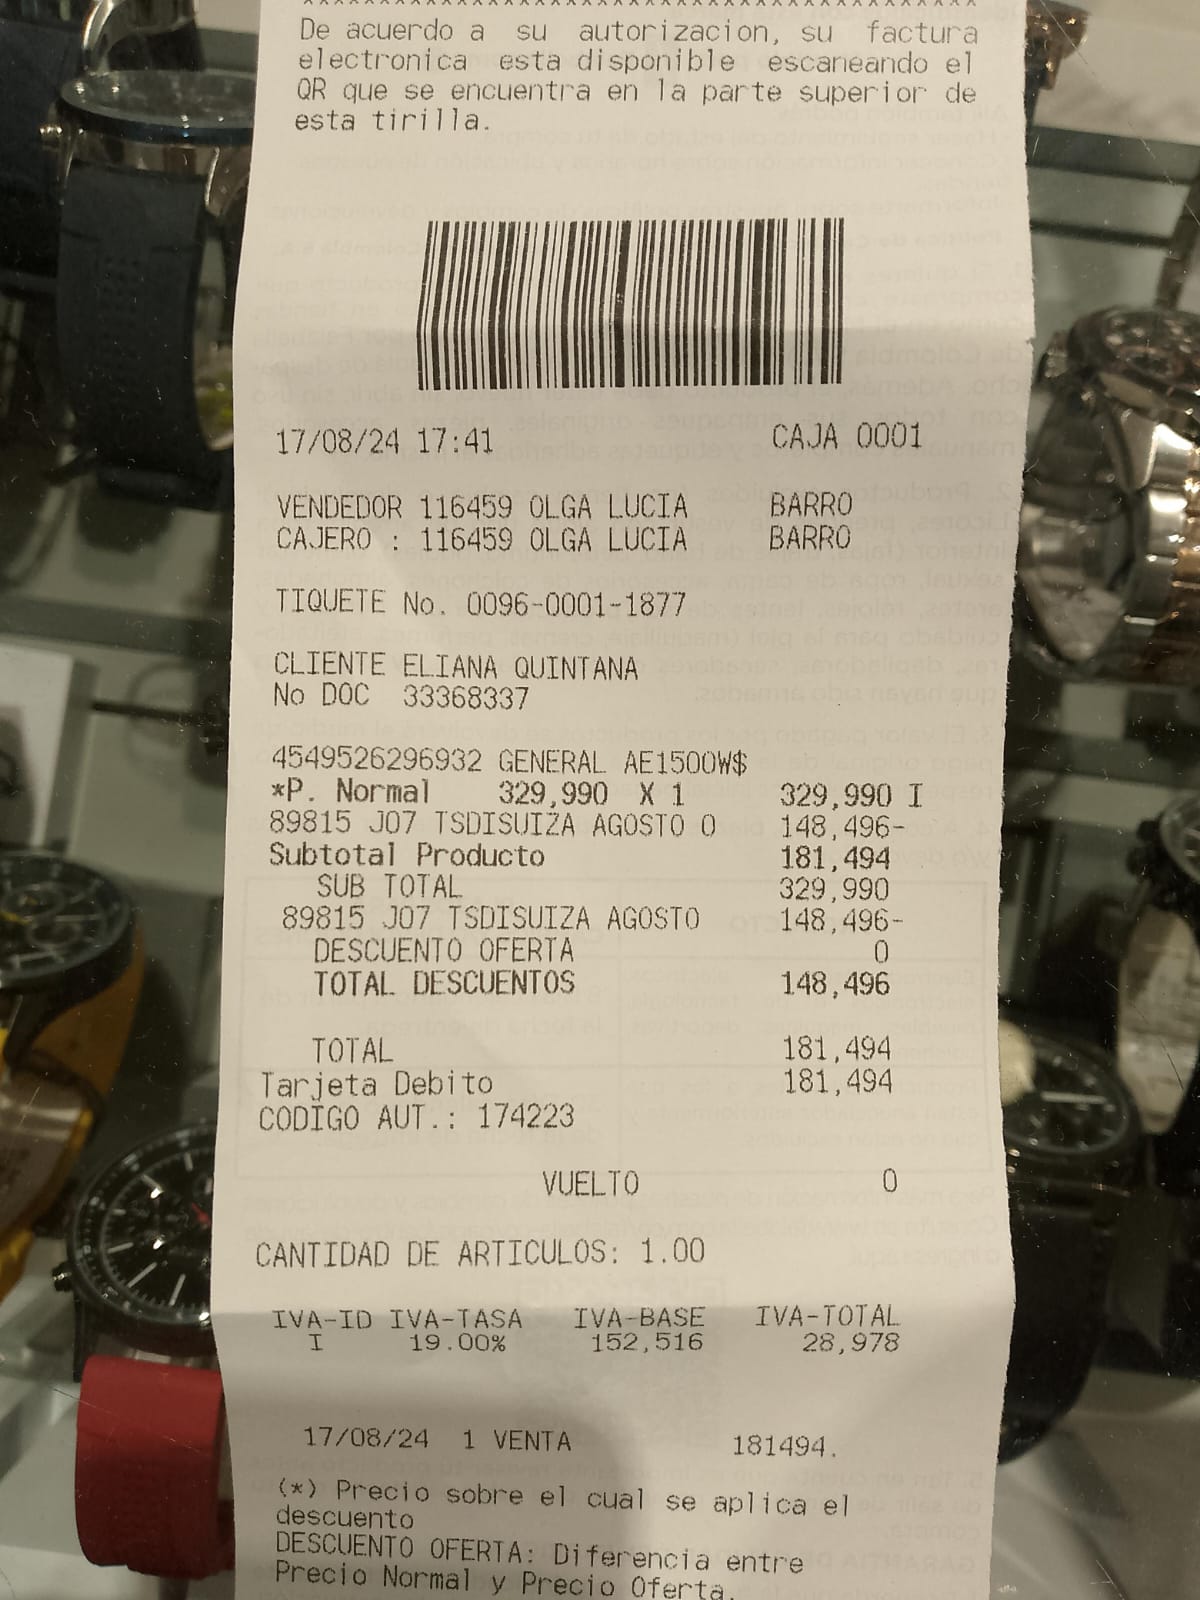 De acuerdo a su autorizacion, su factura
electronica esta disponible escaneando el
QR que se encuentra en la parte superior de
esta tirilla.
17/08/24 17:41 CAJA 0001
VENDEDOR 116459 OLGA LUCIA BARRO
CAJERO : 116459 OLGA LUCIA BARRO
TIQUETE No. 0096-0001-1877
CLIENTE ELIANA QUINTANA
No DOC 33368337
4549526296932 GENERAL AE1500W$
*P. Normal 329,990 X 1 329,990 I
89815 J07 TSDISUIZA AGOSTO 0 148,496-
Subtotal Producto 181,494
SUB TOTAL 329,990
89815 J07 TSDISUIZA AGOSTO 148,496-
DESCUENTO OFERTA 0
TOTAL DESCUENTOS 148,496
TOTAL 181,494
Tarjeta Debito 181,494
CODIGO AUT.: 174223
VUELTO 0
CANTIDAD DE ARTICULOS: 1.00
IVA-ID IVA-TASA IVA-BASE IVA-TOTAL
I 19.00% 152,516 28,978
17/08/24 1 VENTA 181494.
(*) Precio sobre el cual se aplica el
descuento
DESCUENTO OFERTA: Diferencia entre
Precio Normal y Precio Oferta.